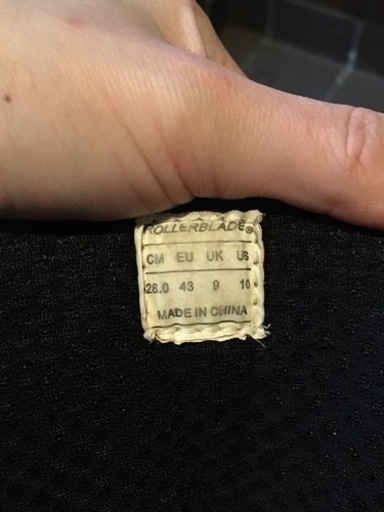 ROLLERBLADE®
CM EU UK US
28.0 43 9 10
MADE IN CHINA